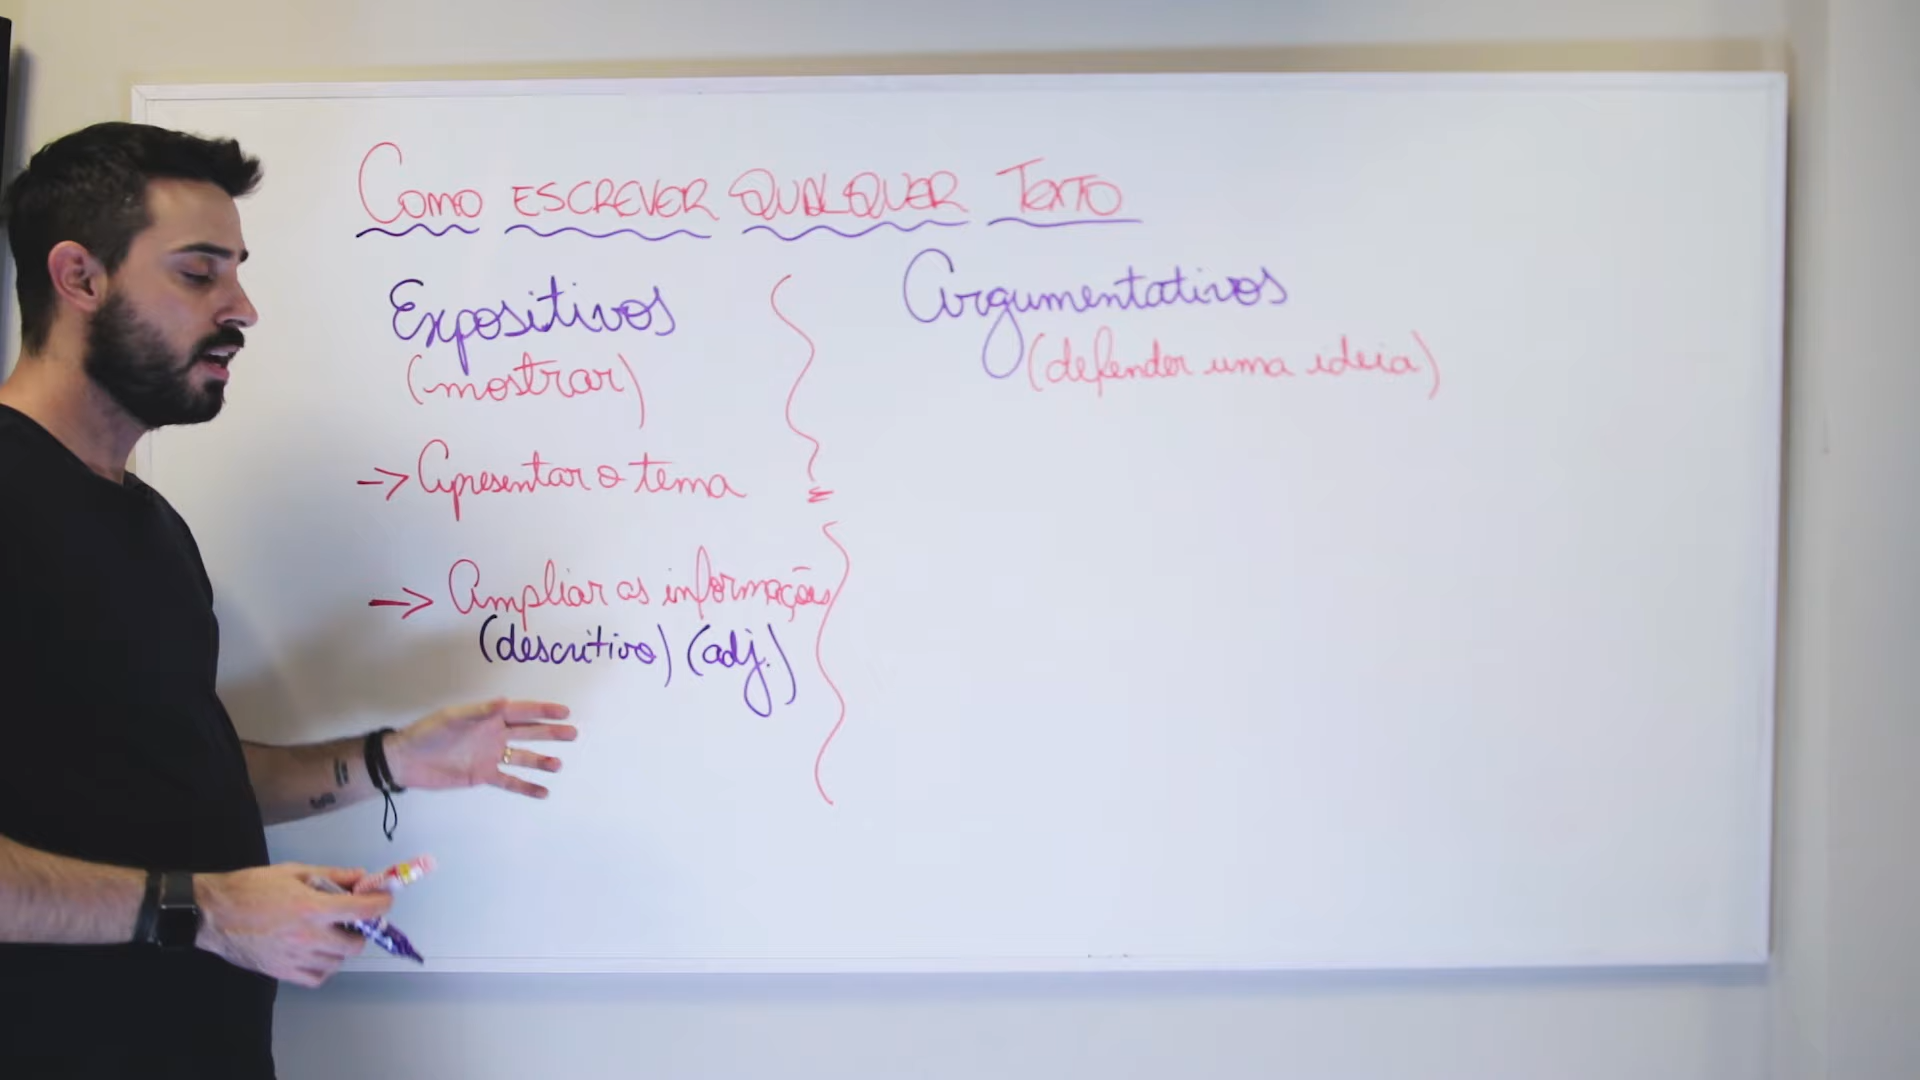 COMO ESCREVER QUALQUER TEXTO
Expositivos
(mostrar)
-> Apresentar o tema
-> Ampliar as informações
(descritivo) (adj.)
Argumentativos
(defender uma ideia)